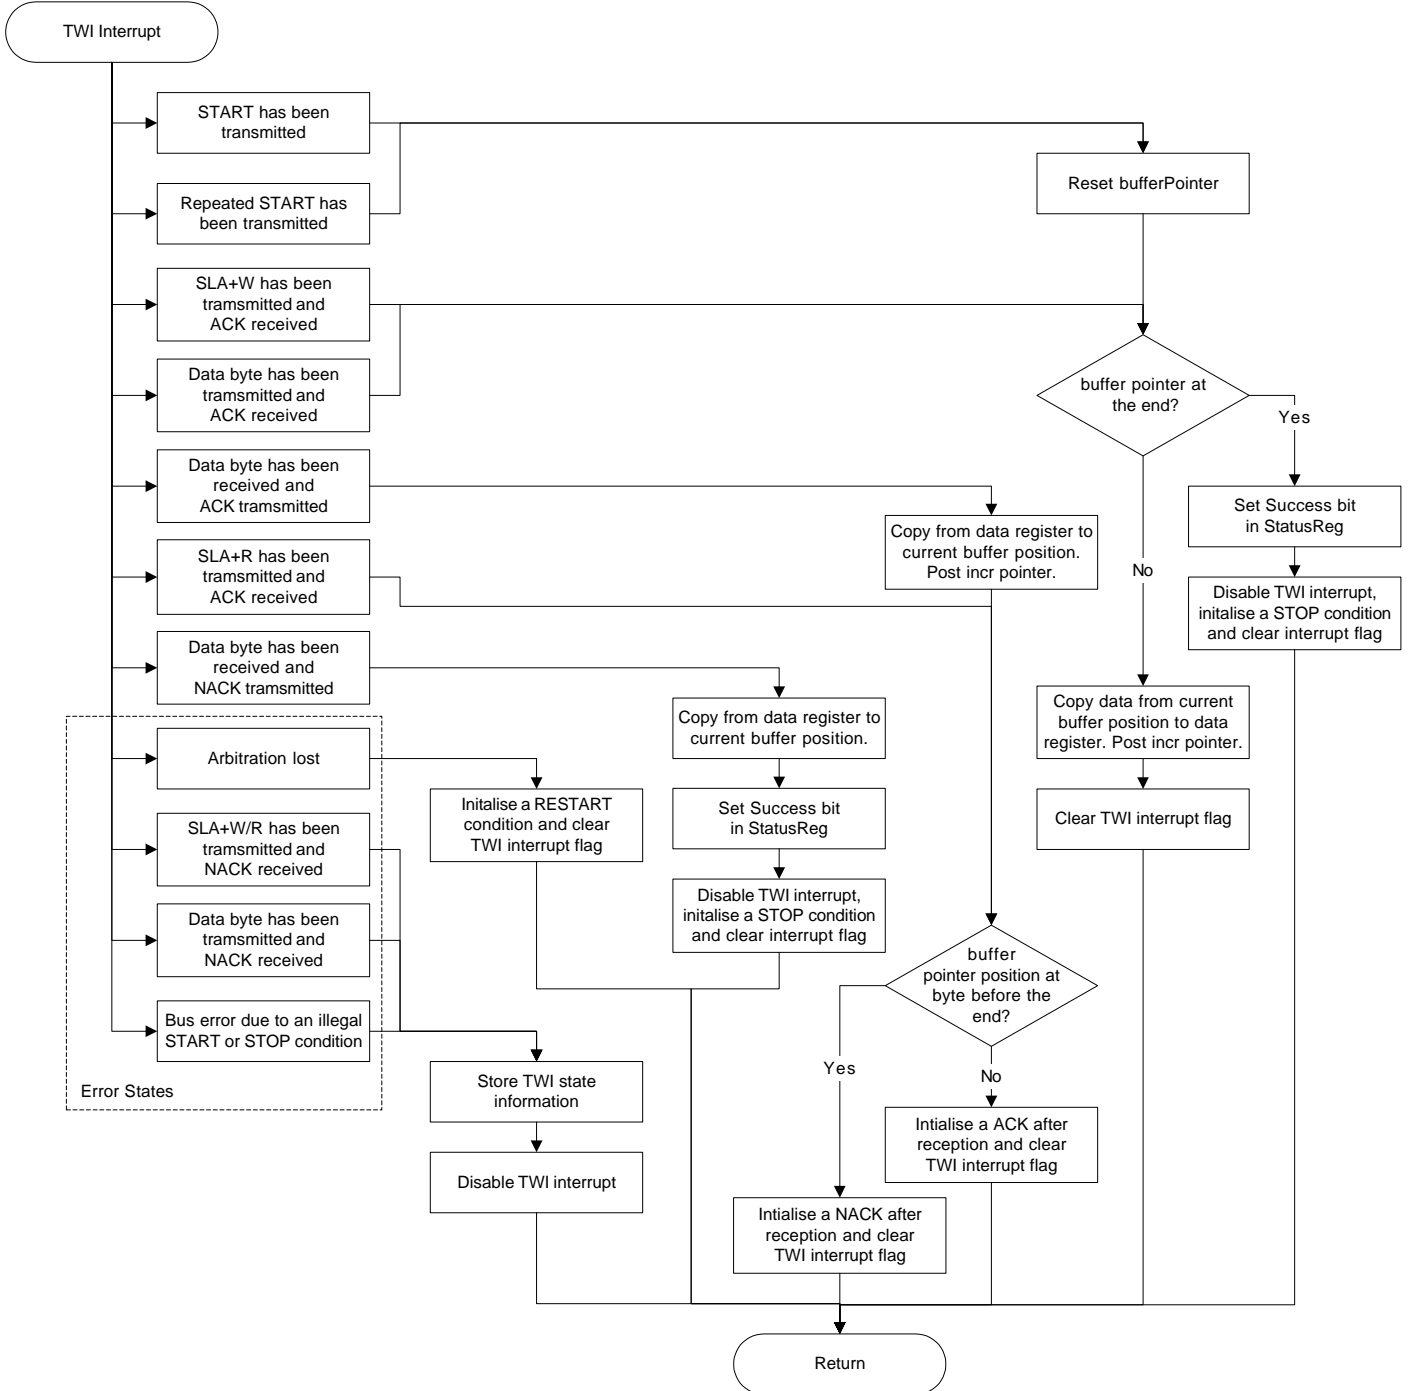 TWI Interrupt
START has been
transmitted
Repeated START has
been transmitted
SLA+W has been
tramsmitted and
ACK received
Data byte has been
tramsmitted and
ACK received
Data byte has been
received and
ACK tramsmitted
SLA+R has been
tramsmitted and
ACK received
Data byte has been
received and
NACK tramsmitted
Arbitration lost
SLA+W/R has been
tramsmitted and
NACK received
Data byte has been
tramsmitted and
NACK received
Bus error due to an illegal
START or STOP condition
Error States
Initalise a RESTART
condition and clear
TWI interrupt flag
Store TWI state
information
Disable TWI interrupt
Copy from data register to
current buffer position.
Set Success bit
in StatusReg
Disable TWI interrupt,
initalise a STOP condition
and clear interrupt flag
Copy from data register to
current buffer position.
Post incr pointer.
buffer
pointer position at
byte before the
end?
Yes
No
Intialise a NACK after
reception and clear
TWI interrupt flag
Intialise a ACK after
reception and clear
TWI interrupt flag
Reset bufferPointer
buffer pointer at
the end?
Yes
No
Copy data from current
buffer position to data
register. Post incr pointer.
Clear TWI interrupt flag
Set Success bit
in StatusReg
Disable TWI interrupt,
initalise a STOP condition
and clear interrupt flag
Return